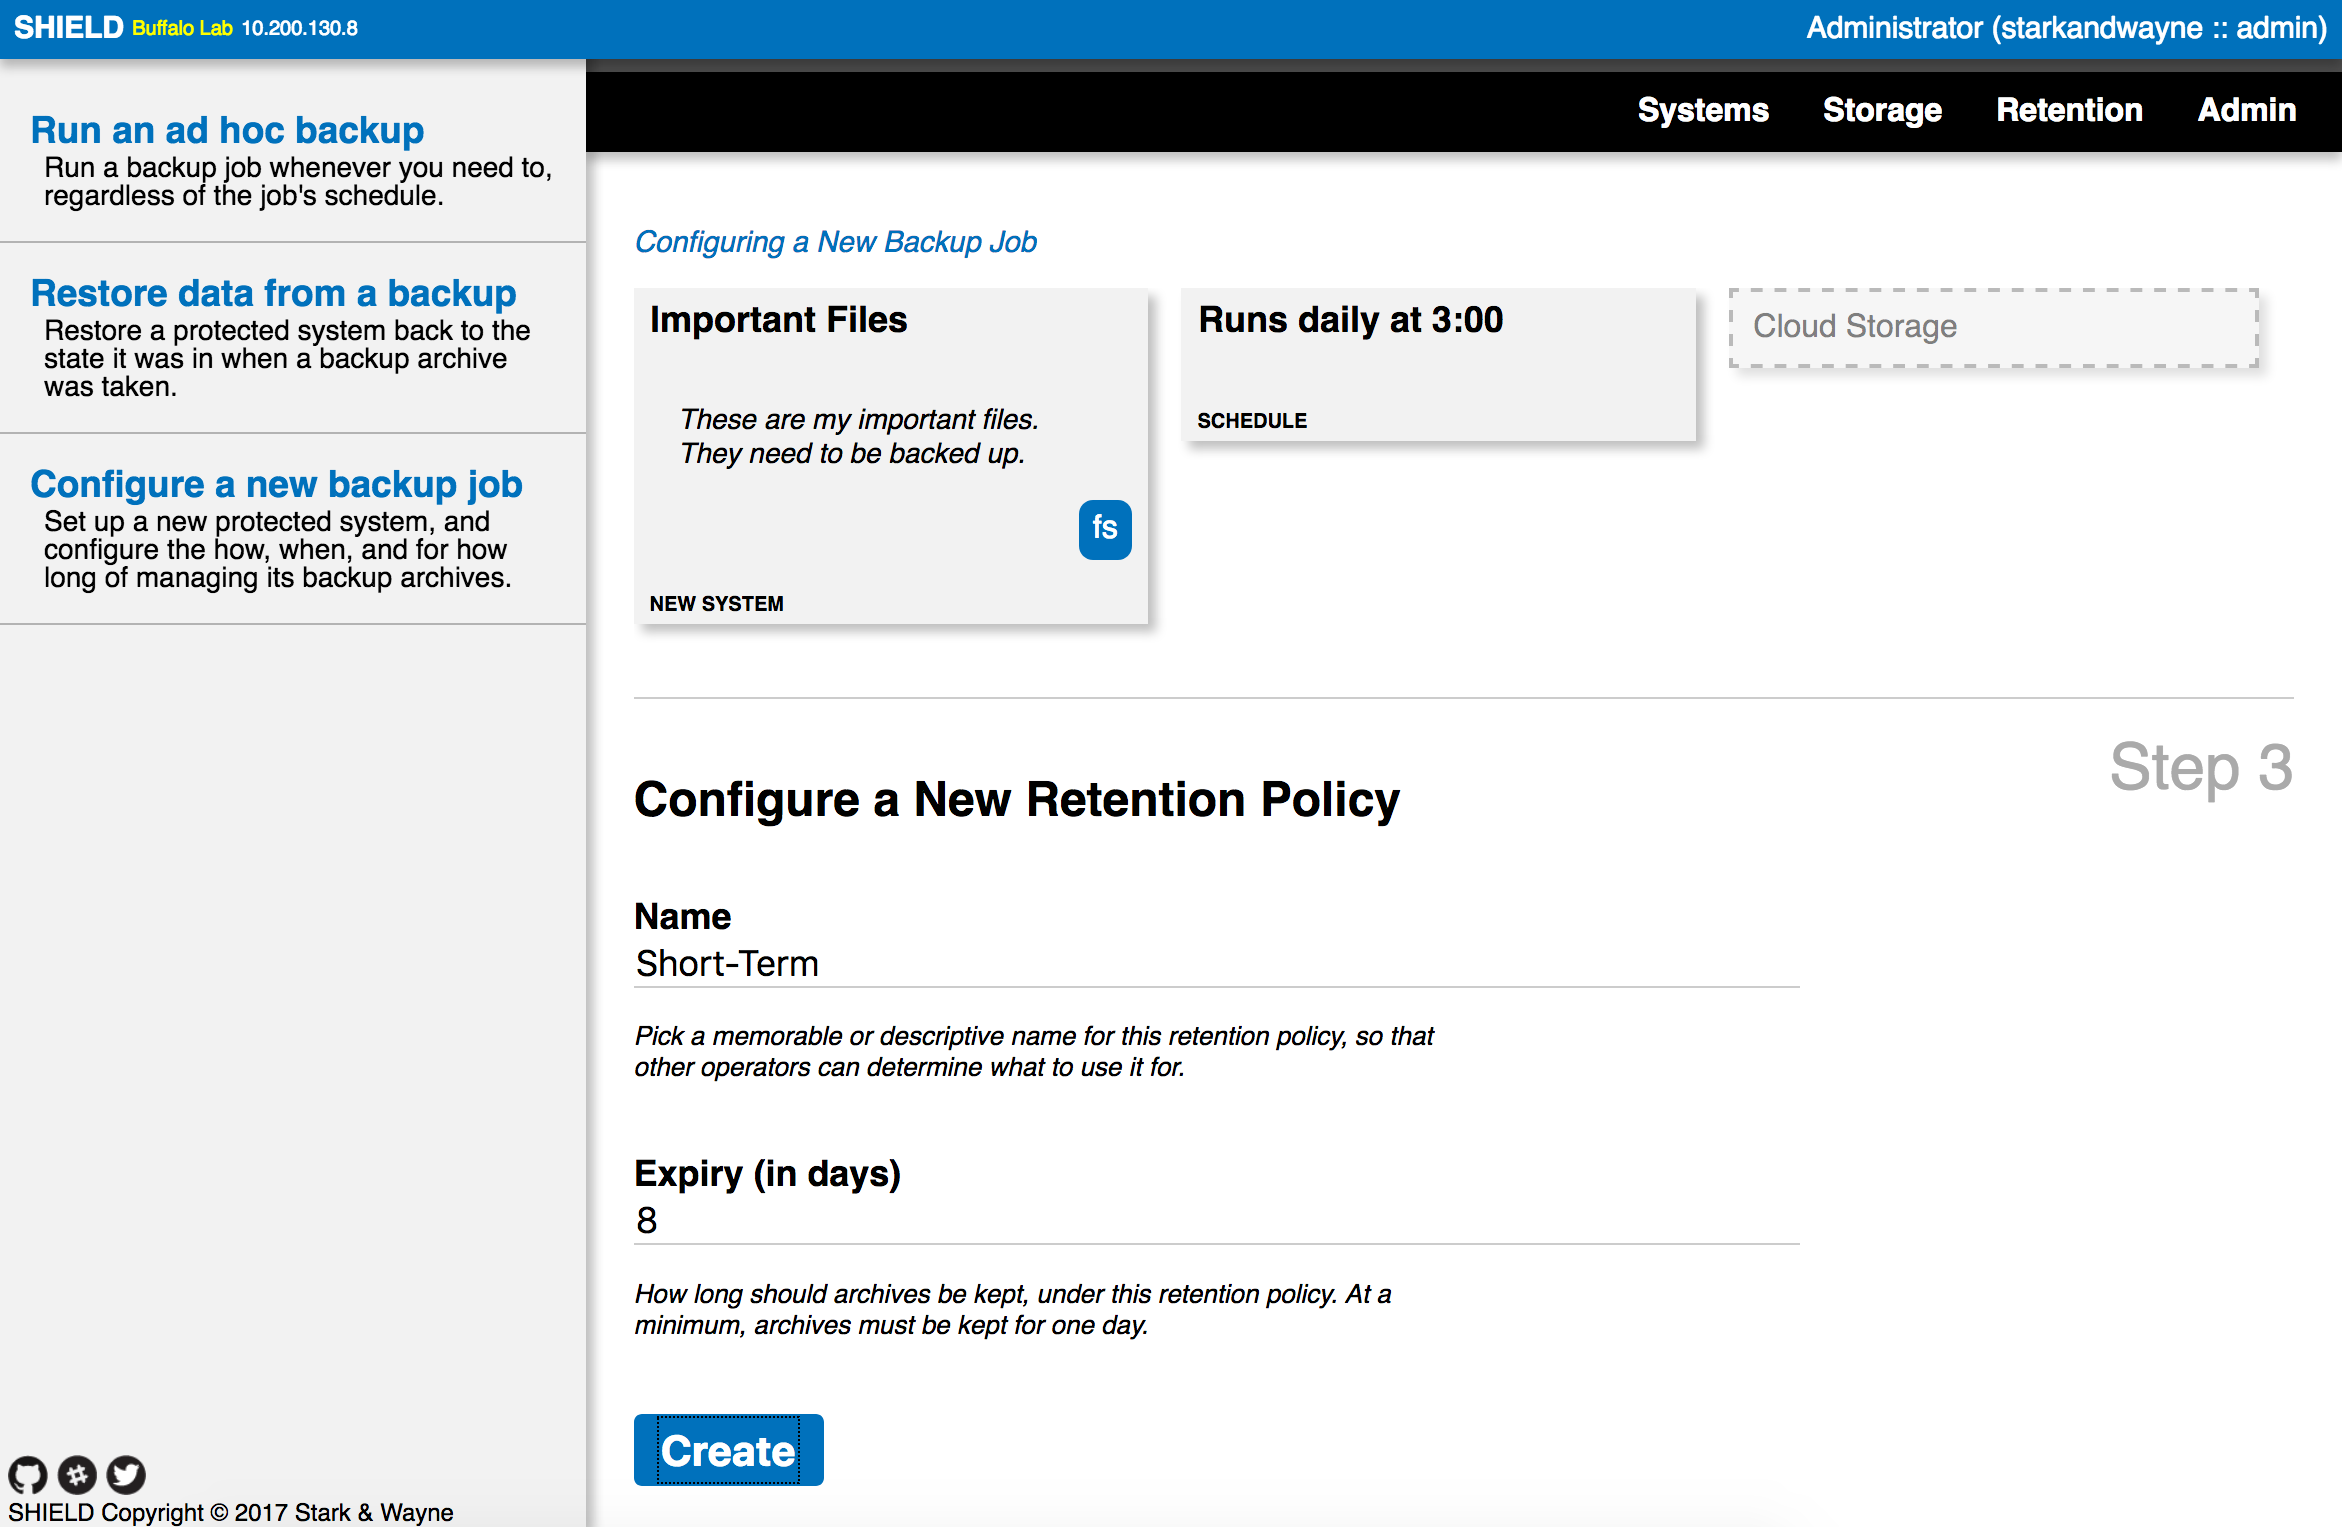 SHIELD Buffalo Lab 10.200.130.8
Administrator (starkandwayne :: admin)
Systems Storage Retention Admin
Run an ad hoc backup
Run a backup job whenever you need to,
regardless of the job's schedule.
Restore data from a backup
Restore a protected system back to the
state it was in when a backup archive
was taken.
Configure a new backup job
Set up a new protected system, and
configure the how, when, and for how
long of managing its backup archives.
Configuring a New Backup Job
Important Files
These are my important files.
They need to be backed up.
fs
NEW SYSTEM
Runs daily at 3:00
SCHEDULE
Cloud Storage
Step 3
Configure a New Retention Policy
Name
Short-Term
Pick a memorable or descriptive name for this retention policy, so that
other operators can determine what to use it for.
Expiry (in days)
8
How long should archives be kept, under this retention policy. At a
minimum, archives must be kept for one day.
Create
SHIELD Copyright © 2017 Stark & Wayne